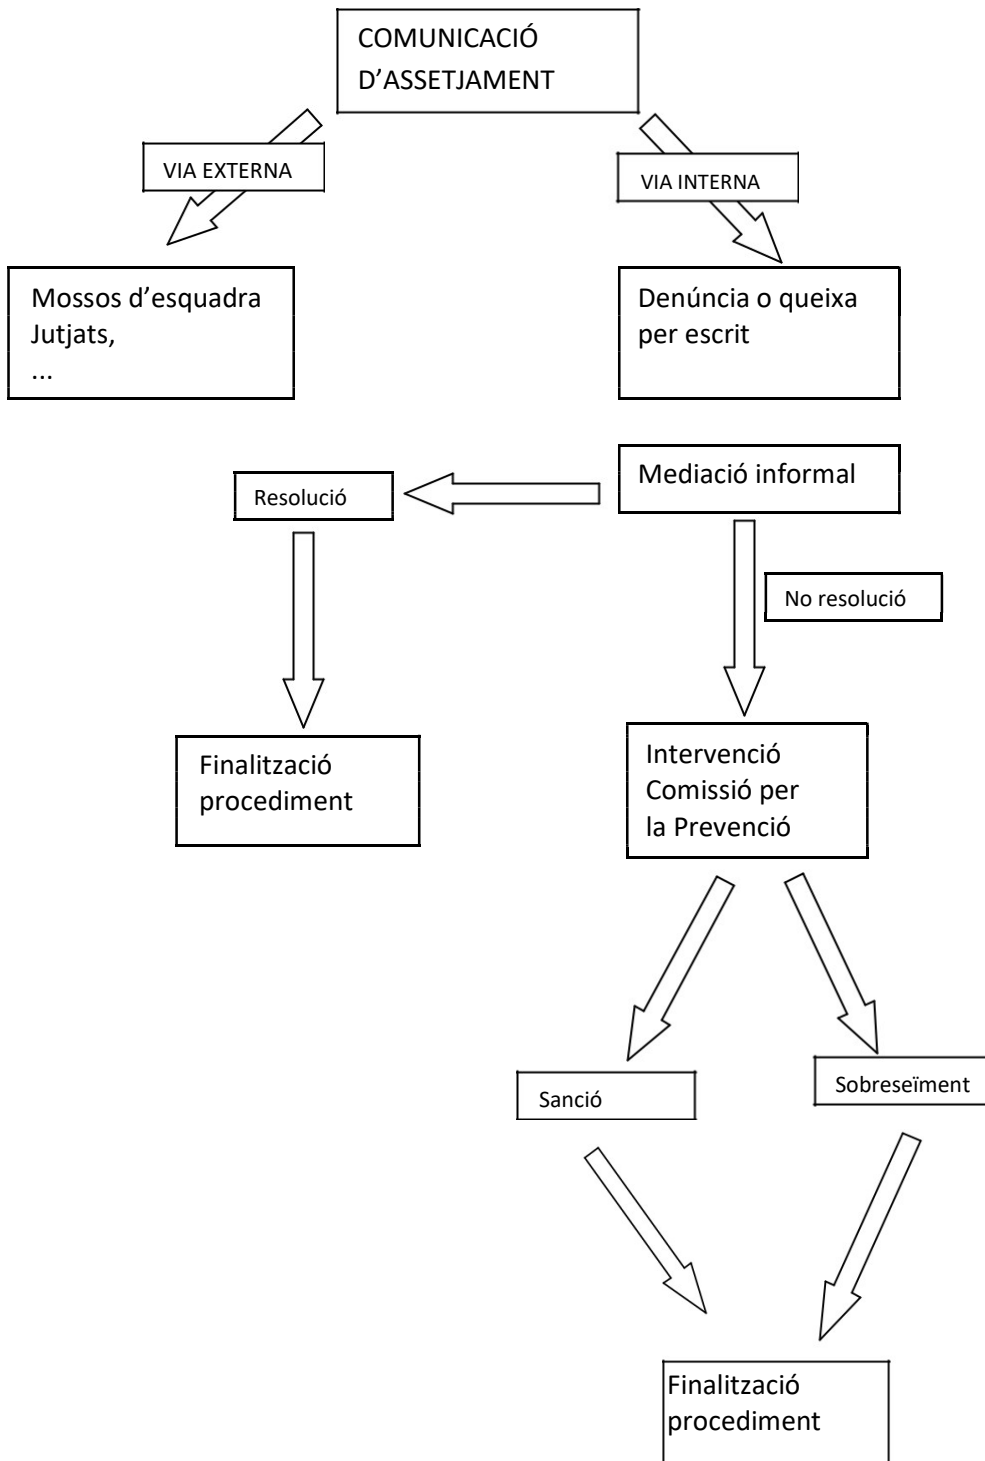 COMUNICACIÓ
D’ASSETJAMENT
VIA EXTERNA
VIA INTERNA
Mossos d’esquadra
Jutjats,
...
Denúncia o queixa
per escrit
Mediació informal
Resolució
No resolució
Finalització
procediment
Intervenció
Comissió per
la Prevenció
Sanció
Sobreseïment
Finalització
procediment